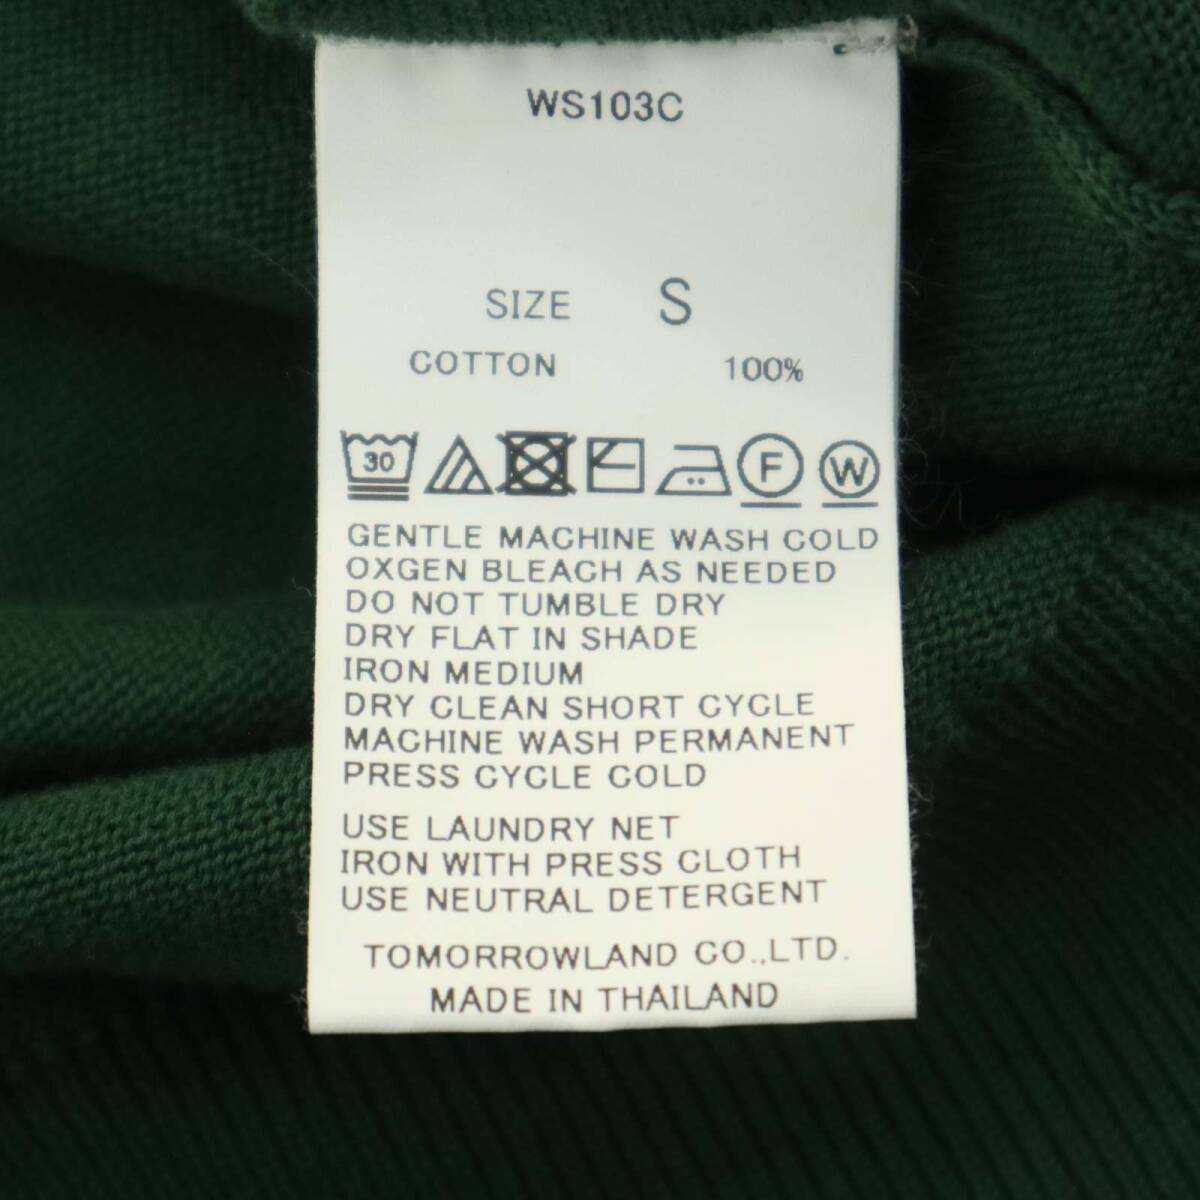 WS103C
SIZE S
COTTON 100%
30 F W
GENTLE MACHINE WASH COLD
OXGEN BLEACH AS NEEDED
DO NOT TUMBLE DRY
DRY FLAT IN SHADE
IRON MEDIUM
DRY CLEAN SHORT CYCLE
MACHINE WASH PERMANENT
PRESS CYCLE COLD
USE LAUNDRY NET
IRON WITH PRESS CLOTH
USE NEUTRAL DETERGENT
TOMORROWLAND CO.,LTD.
MADE IN THAILAND